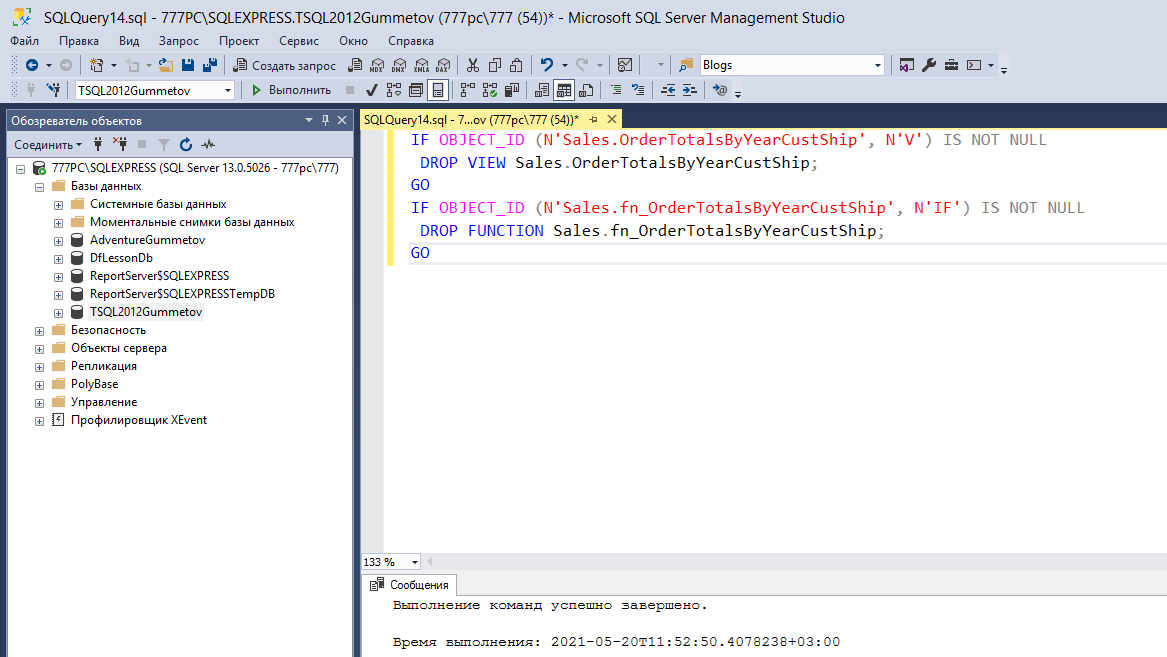 SQLQuery14.sql - 777PC\SQLEXPRESS.TSQL2012Gummetov (777pc\777 (54))* - Microsoft SQL Server Management Studio
Файл Правка Вид Запрос Проект Сервис Окно Справка
Создать запрос MDX DMX XMLA DAX Blogs
TSQL2012Gummetov Выполнить
Обозреватель объектов
Соединить
777PC\SQLEXPRESS (SQL Server 13.0.5026 - 777pc\777)
Базы данных
Системные базы данных
Моментальные снимки базы данных
AdventureGummetov
DfLessonDb
ReportServer$SQLEXPRESS
ReportServer$SQLEXPRESSTempDB
TSQL2012Gummetov
Безопасность
Объекты сервера
Репликация
PolyBase
Управление
Профилировщик XEvent
SQLQuery14.sql - 7...ov (777pc\777 (54))*
IF OBJECT_ID (N'Sales.OrderTotalsByYearCustShip', N'V') IS NOT NULL
DROP VIEW Sales.OrderTotalsByYearCustShip;
GO
IF OBJECT_ID (N'Sales.fn_OrderTotalsByYearCustShip', N'IF') IS NOT NULL
DROP FUNCTION Sales.fn_OrderTotalsByYearCustShip;
GO
133 %
Сообщения
Выполнение команд успешно завершено.
Время выполнения: 2021-05-20T11:52:50.4078238+03:00